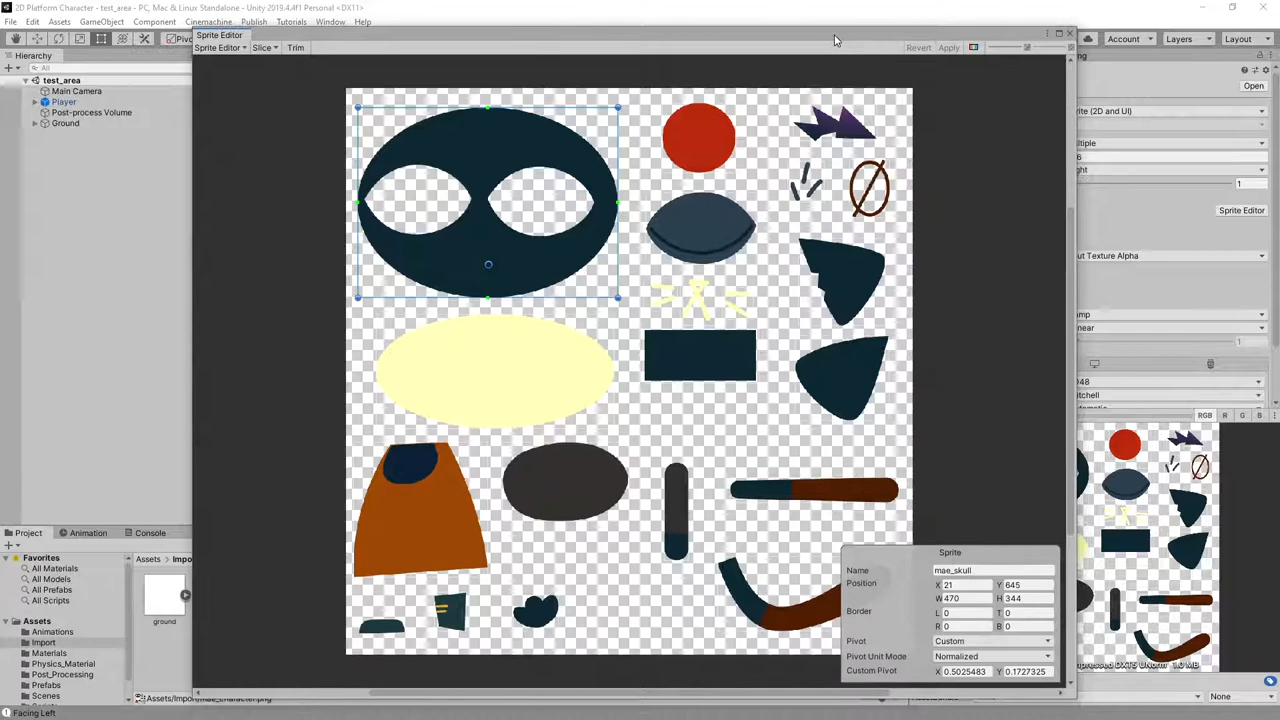 2D Platform Character - test_area - PC, Mac & Linux Standalone - Unity 2019.4.4f1 Personal <DX11>
File Edit Assets GameObject Component Cinemachine Publish Tutorials Window Help
Account Layers Layout
Hierarchy
All
test_area
Main Camera
Player
Post-process Volume
Ground
Sprite Editor
Sprite Editor Slice Trim Revert Apply
Open
Sprite Editor
RGB R G B
Sprite
Name mae_skull
Position X 21 Y 645
W 470 H 344
Border L 0 T 0
R 0 B 0
Pivot Custom
Pivot Unit Mode Normalized
Custom Pivot X 0.5025483 Y 0.1727325
Project Animation Console
Favorites
All Materials
All Models
All Prefabs
All Scripts
Assets
Animations
Import
Materials
Physics_Material
Post_Processing
Prefabs
Scenes
Scripts
ground
None
Facing Left